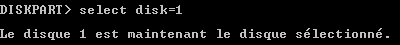 DISKPART> select disk=1
Le disque 1 est maintenant le disque sélectionné.